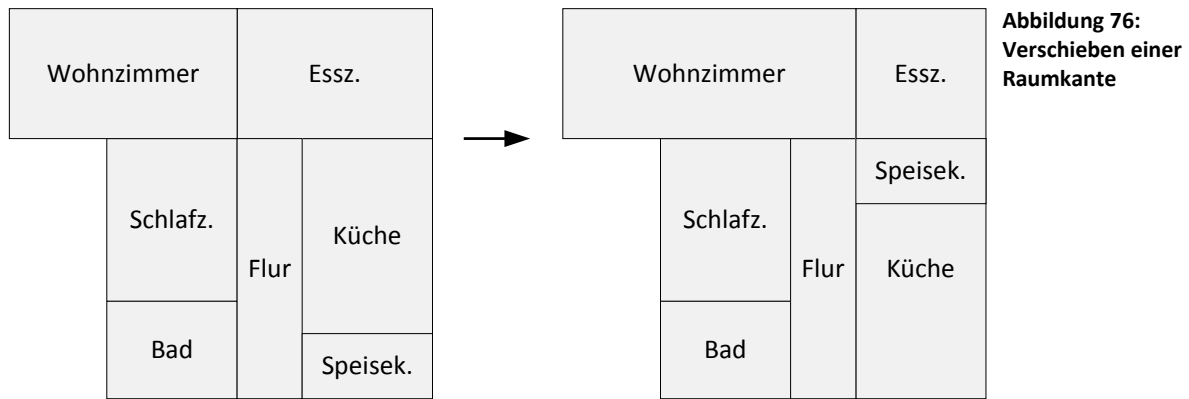 Wohnzimmer
Essz.
Schlafz.
Küche
Flur
Bad
Speisek.
Wohnzimmer
Essz.
Speisek.
Schlafz.
Flur
Küche
Bad
Abbildung 76:
Verschieben einer
Raumkante